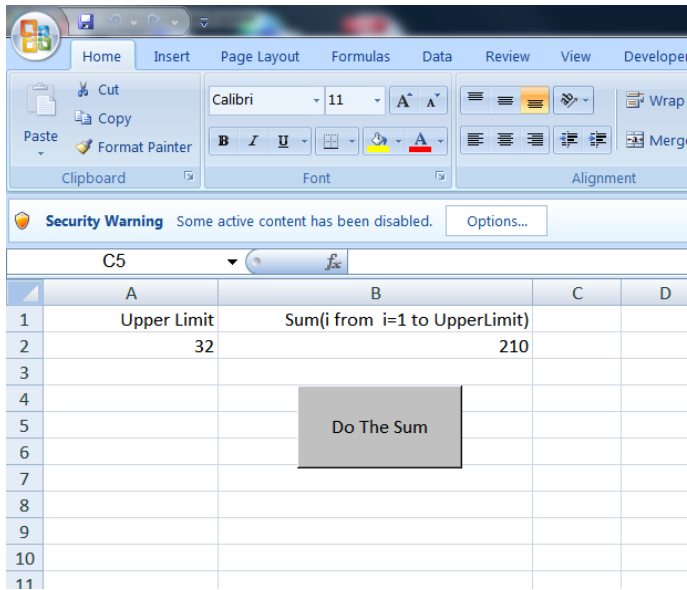 Home Insert Page Layout Formulas Data Review View Developer
Cut
Copy
Paste
Format Painter
Calibri 11 A A
B I U A
Wrap
Merge
Clipboard Font Alignment
Security Warning Some active content has been disabled. Options...
C5 fx
A B C D
1 Upper Limit Sum(i from i=1 to UpperLimit)
2 32 210
3
4
5 Do The Sum
6
7
8
9
10
11